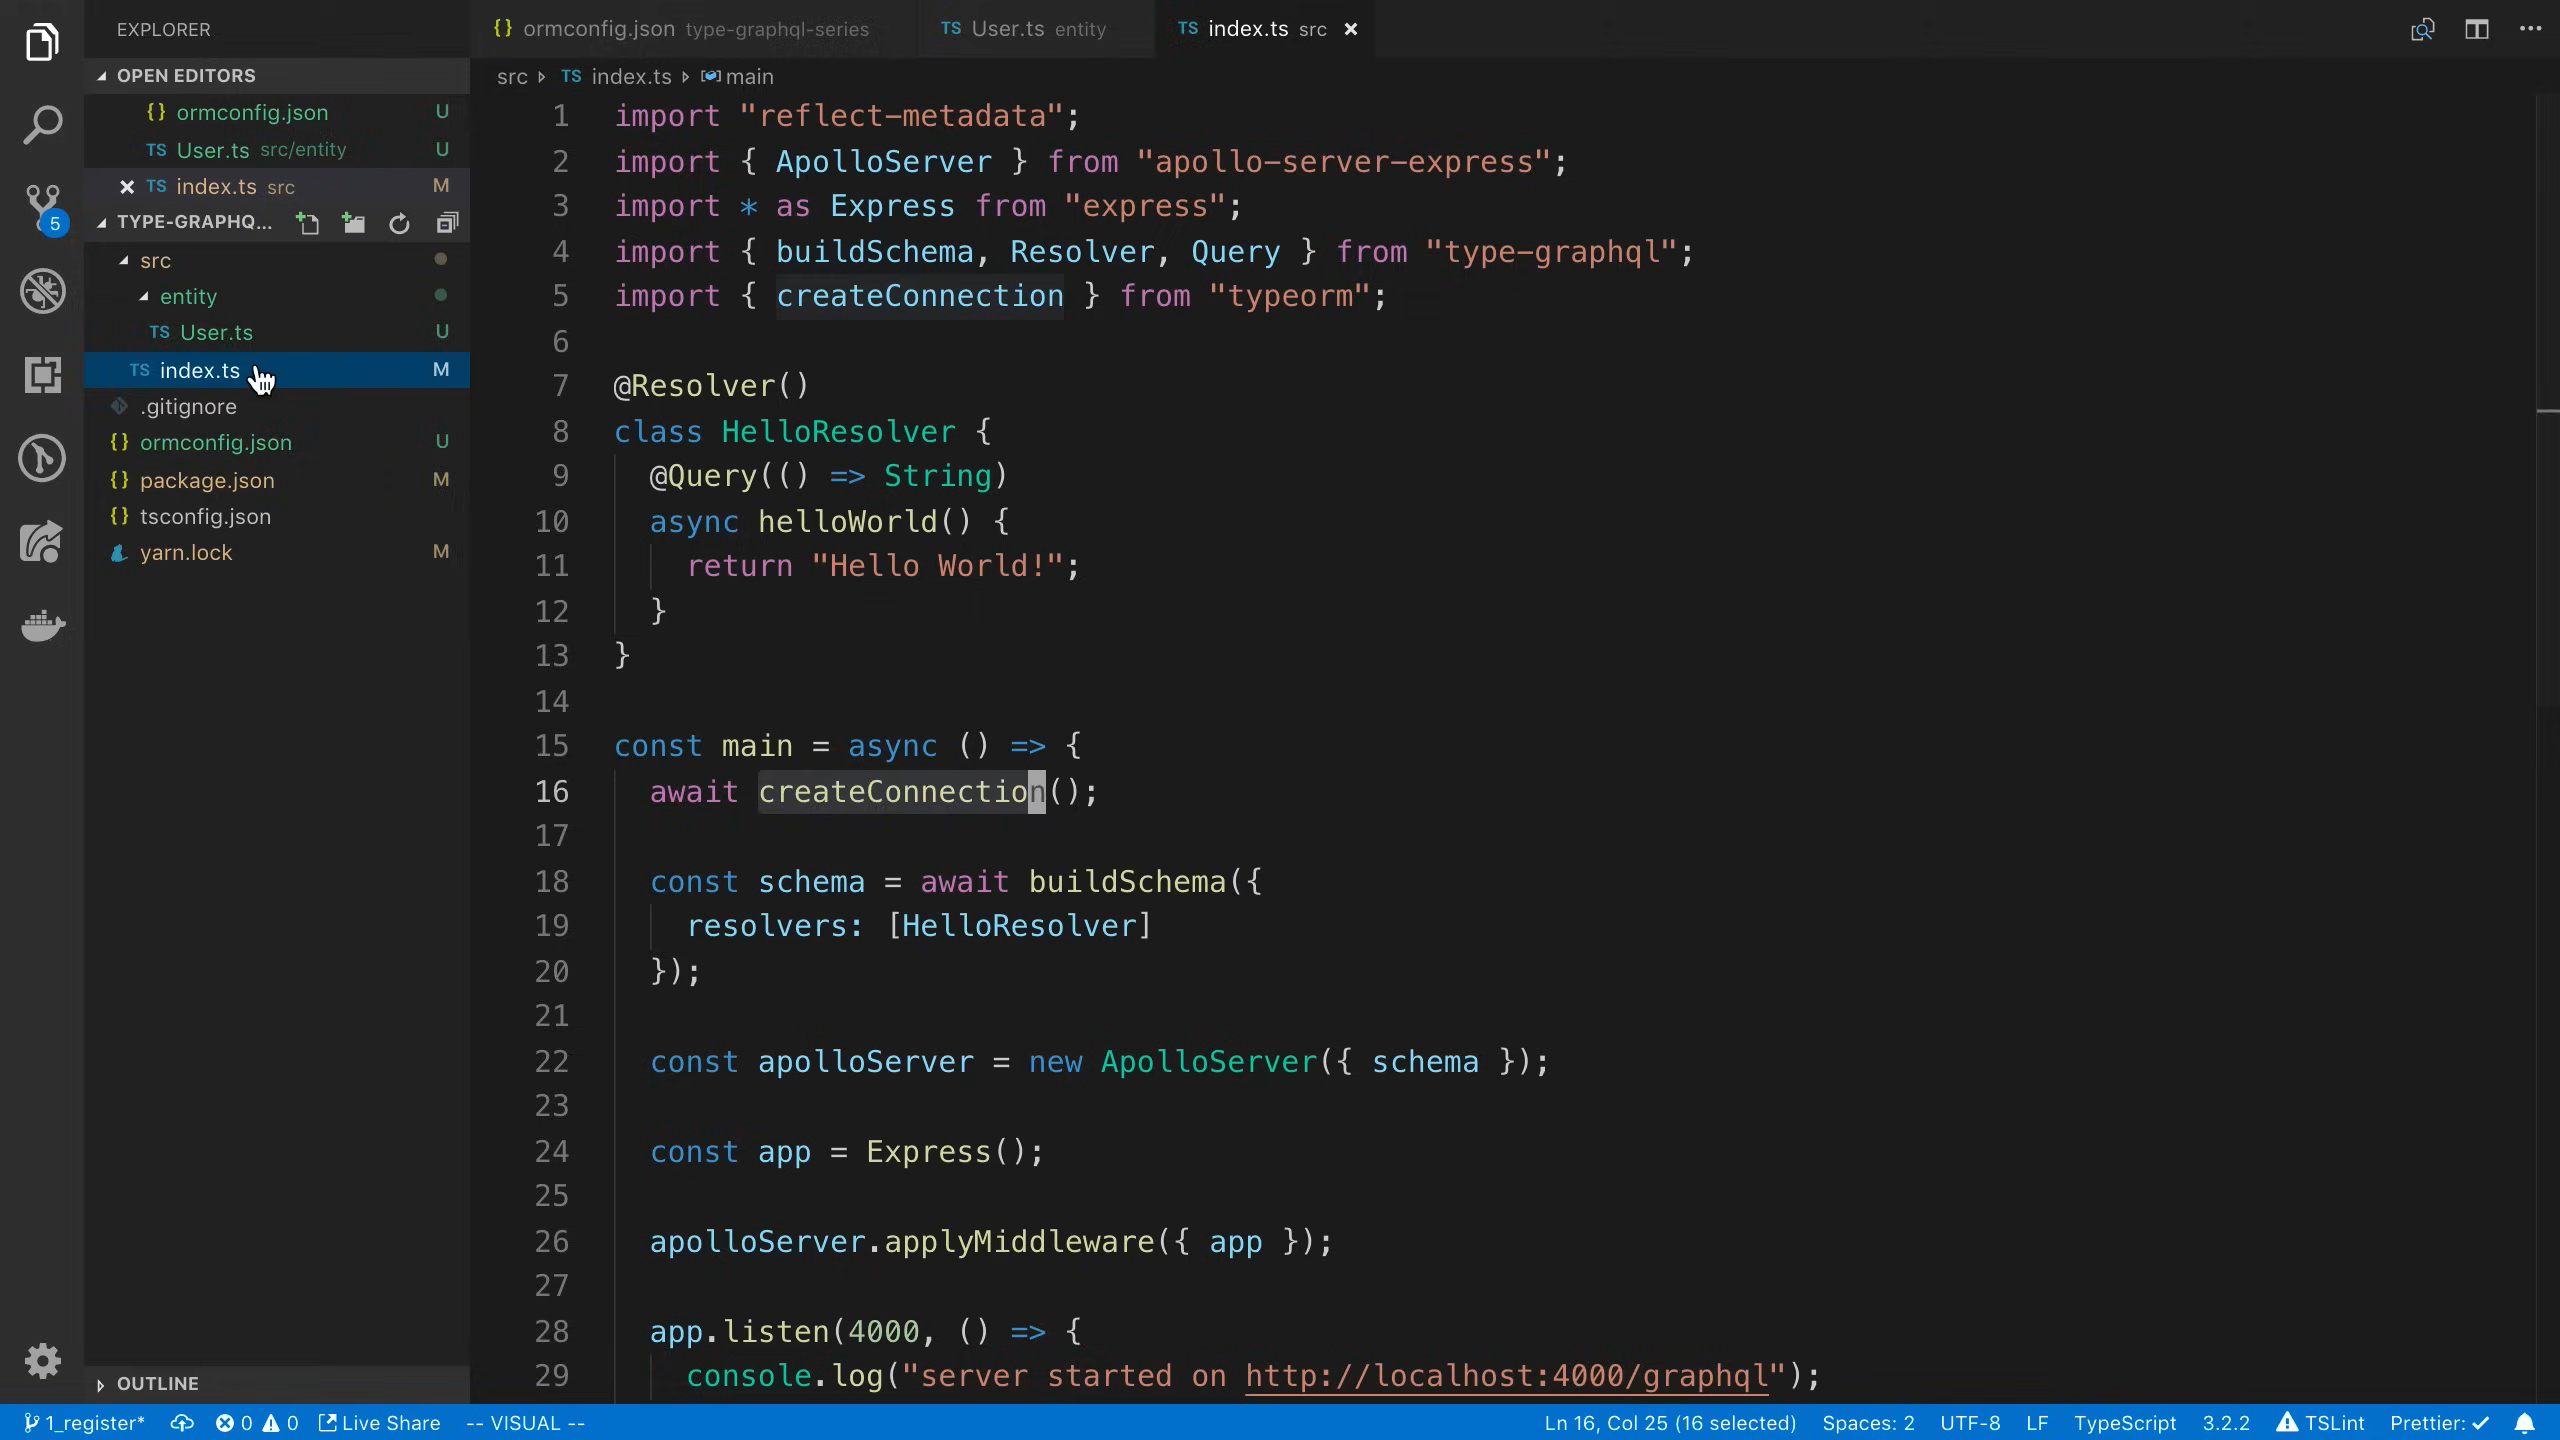 EXPLORER
OPEN EDITORS
{} ormconfig.json U
TS User.ts src/entity U
TS index.ts src M
TYPE-GRAPHQ...
src
entity
TS User.ts U
TS index.ts M
.gitignore
{} ormconfig.json U
{} package.json M
{} tsconfig.json
yarn.lock M
OUTLINE
5
{} ormconfig.json type-graphql-series
TS User.ts entity
TS index.ts src
src TS index.ts main
1 import "reflect-metadata";
2 import { ApolloServer } from "apollo-server-express";
3 import * as Express from "express";
4 import { buildSchema, Resolver, Query } from "type-graphql";
5 import { createConnection } from "typeorm";
6
7 @Resolver()
8 class HelloResolver {
9 @Query(() => String)
10 async helloWorld() {
11 return "Hello World!";
12 }
13 }
14
15 const main = async () => {
16 await createConnection();
17
18 const schema = await buildSchema({
19 resolvers: [HelloResolver]
20 });
21
22 const apolloServer = new ApolloServer({ schema });
23
24 const app = Express();
25
26 apolloServer.applyMiddleware({ app });
27
28 app.listen(4000, () => {
29 console.log("server started on http://localhost:4000/graphql");
1_register* 0 0 Live Share -- VISUAL -- Ln 16, Col 25 (16 selected) Spaces: 2 UTF-8 LF TypeScript 3.2.2 TSLint Prettier: ✓